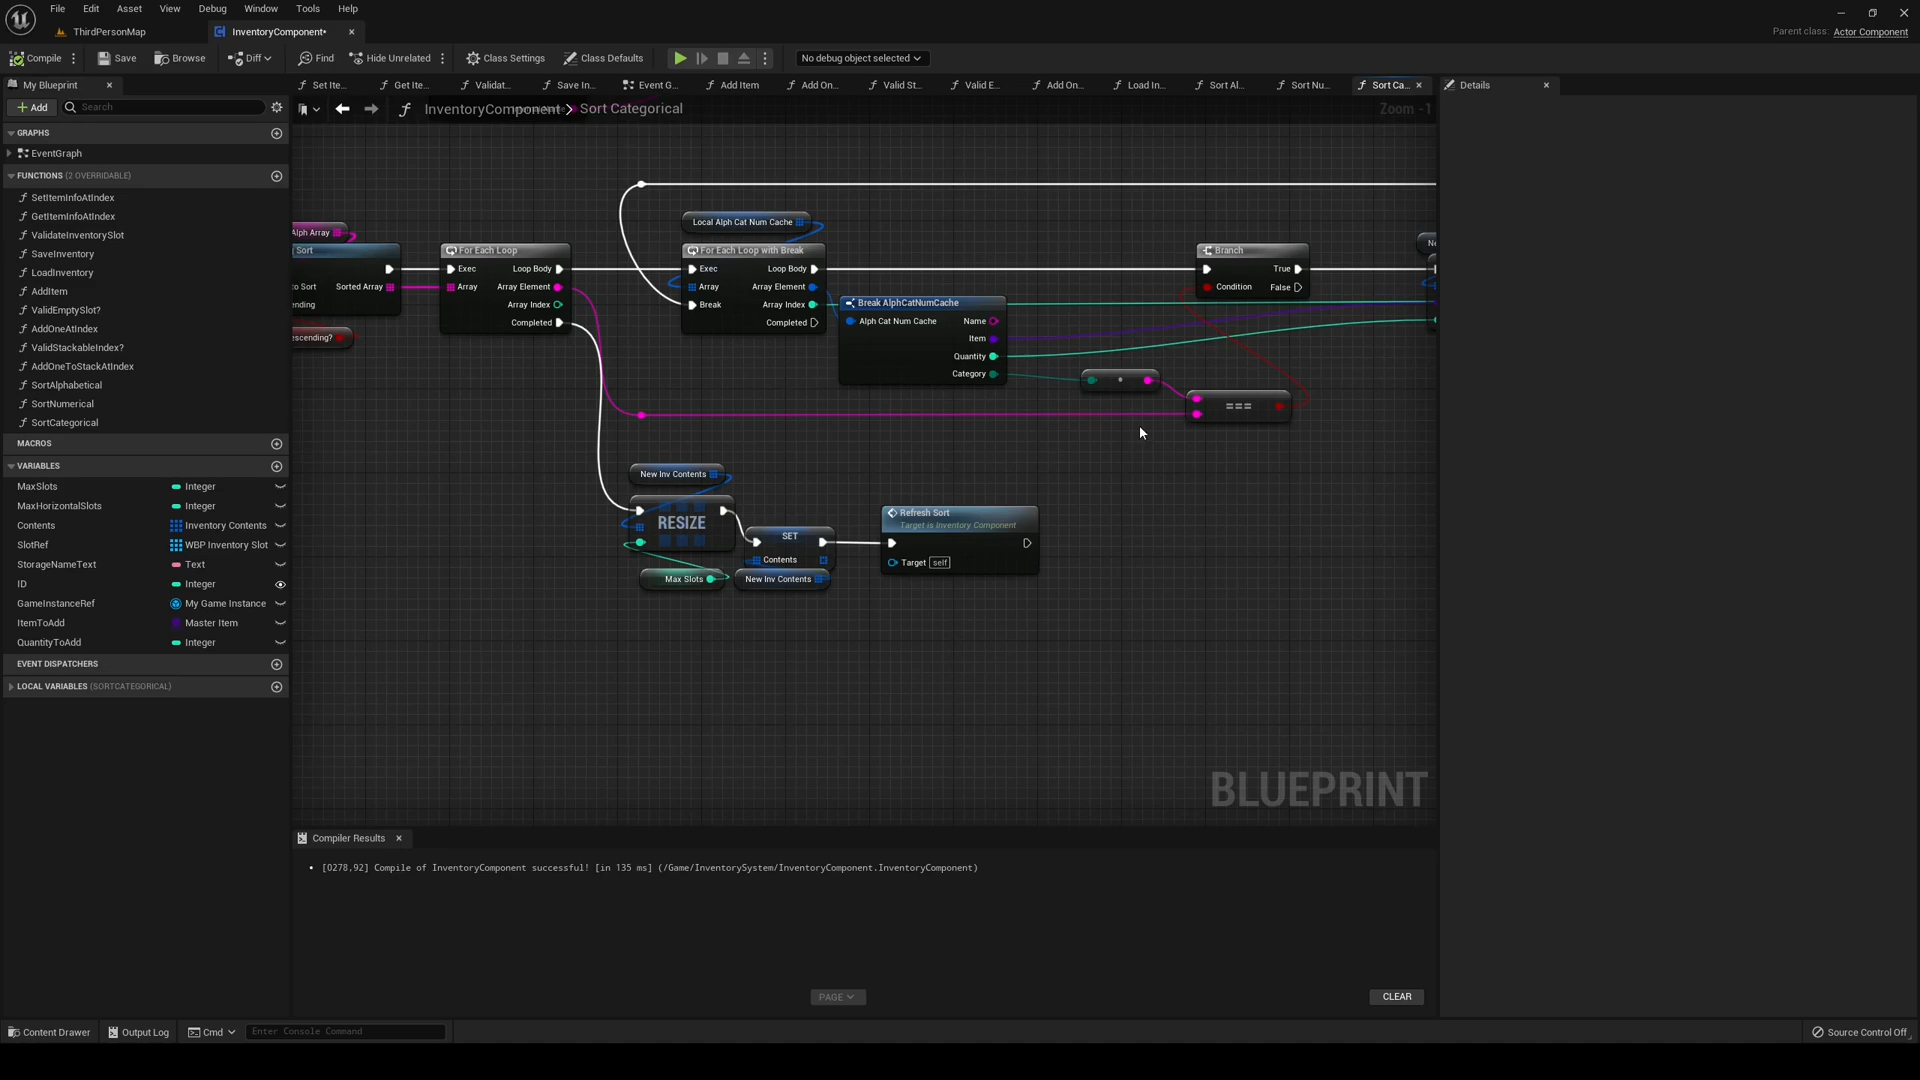 File Edit Asset View Window Debug Tools Help
ThirdPersonMap
InventoryComponent*
Parent class: Actor Component
Compile
Save
Browse
Diff
Find
Hide Unrelated
Class Settings
Class Defaults
No debug object selected
My Blueprint
Set Ite...
Get Ite...
Validat...
Save In...
Event G...
Add Item
Add On...
Valid St...
Valid E...
Add On...
Load In...
Sort Al...
Sort Nu...
Sort Ca...
Details
Add
Search
InventoryComponent > Sort Categorical
Zoom -1
GRAPHS
EventGraph
FUNCTIONS (2 OVERRIDABLE)
SetItemInfoAtIndex
GetItemInfoAtIndex
ValidateInventorySlot
SaveInventory
LoadInventory
AddItem
ValidEmptySlot?
AddOneAtIndex
ValidStackableIndex?
AddOneToStackAtIndex
SortAlphabetical
SortNumerical
SortCategorical
MACROS
VARIABLES
MaxSlots Integer
MaxHorizontalSlots Integer
Contents Inventory Contents
SlotRef WBP Inventory Slot
StorageNameText Text
ID Integer
GameInstanceRef My Game Instance
ItemToAdd Master Item
QuantityToAdd Integer
EVENT DISPATCHERS
LOCAL VARIABLES (SORTCATEGORICAL)
Alph Array
Sort
to Sort Sorted Array
ending
escending?
For Each Loop
Exec Loop Body
Array Array Element
Array Index
Completed
Local Alph Cat Num Cache
For Each Loop with Break
Exec Loop Body
Array Array Element
Break Array Index
Completed
Break AlphCatNumCache
Alph Cat Num Cache Name
Item
Quantity
Category
===
Branch
True
Condition False
Ne
New Inv Contents
RESIZE
Max Slots
SET
Contents
New Inv Contents
Refresh Sort
Target is Inventory Component
Target self
BLUEPRINT
Compiler Results
[0278,92] Compile of InventoryComponent successful! [in 135 ms] (/Game/InventorySystem/InventoryComponent.InventoryComponent)
PAGE
CLEAR
Content Drawer
Output Log
Cmd
Enter Console Command
Source Control Off